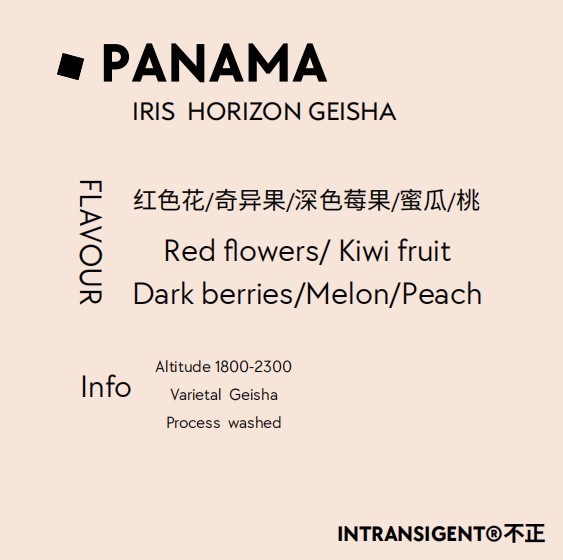 PANAMA
IRIS HORIZON GEISHA
FLAVOUR
红色花/奇异果/深色莓果/蜜瓜/桃
Red flowers/ Kiwi fruit
Dark berries/Melon/Peach
Info
Altitude 1800-2300
Varietal Geisha
Process washed
INTRANSIGENT®不正